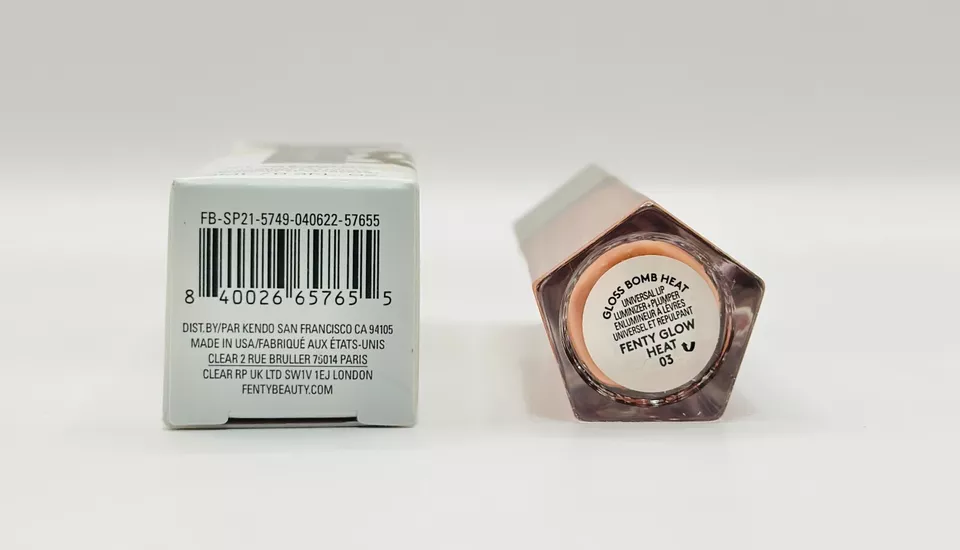 FB-SP21-5749-040622-57655
8 40026 65765 5
DIST.BY/PAR KENDO SAN FRANCISCO CA 94105
MADE IN USA/FABRIQUÉ AUX ÉTATS-UNIS
CLEAR 2 RUE BRULLER 75014 PARIS
CLEAR RP UK LTD SW1V 1EJ LONDON
FENTYBEAUTY.COM
GLOSS BOMB HEAT
UNIVERSAL LIP
LUMINIZER + PLUMPER
ENLUMINEUR À LÈVRES
UNIVERSEL ET REPULPANT
FENTY GLOW
HEAT
03